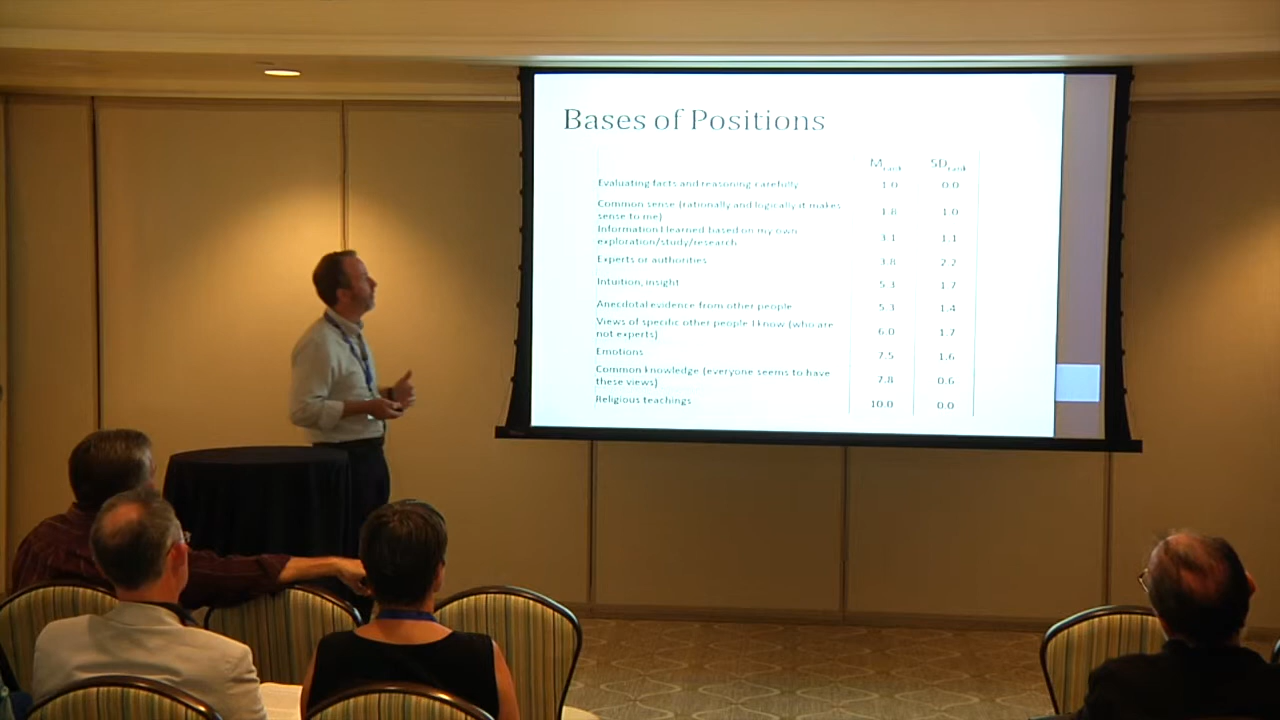 Bases of Positions
M rank SD rank
Evaluating facts and reasoning carefully 1.0 0.0
Common sense (rationally and logically it makes
sense to me) 1.8 1.0
Information I learned based on my own
exploration/study/research 3.1 1.1
Experts or authorities 3.8 2.2
Intuition, insight 5.3 1.7
Anecdotal evidence from other people 5.3 1.4
Views of specific other people I know (who are
not experts) 6.0 1.7
Emotions 7.5 1.6
Common knowledge (everyone seems to have
these views) 7.8 0.6
Religious teachings 10.0 0.0